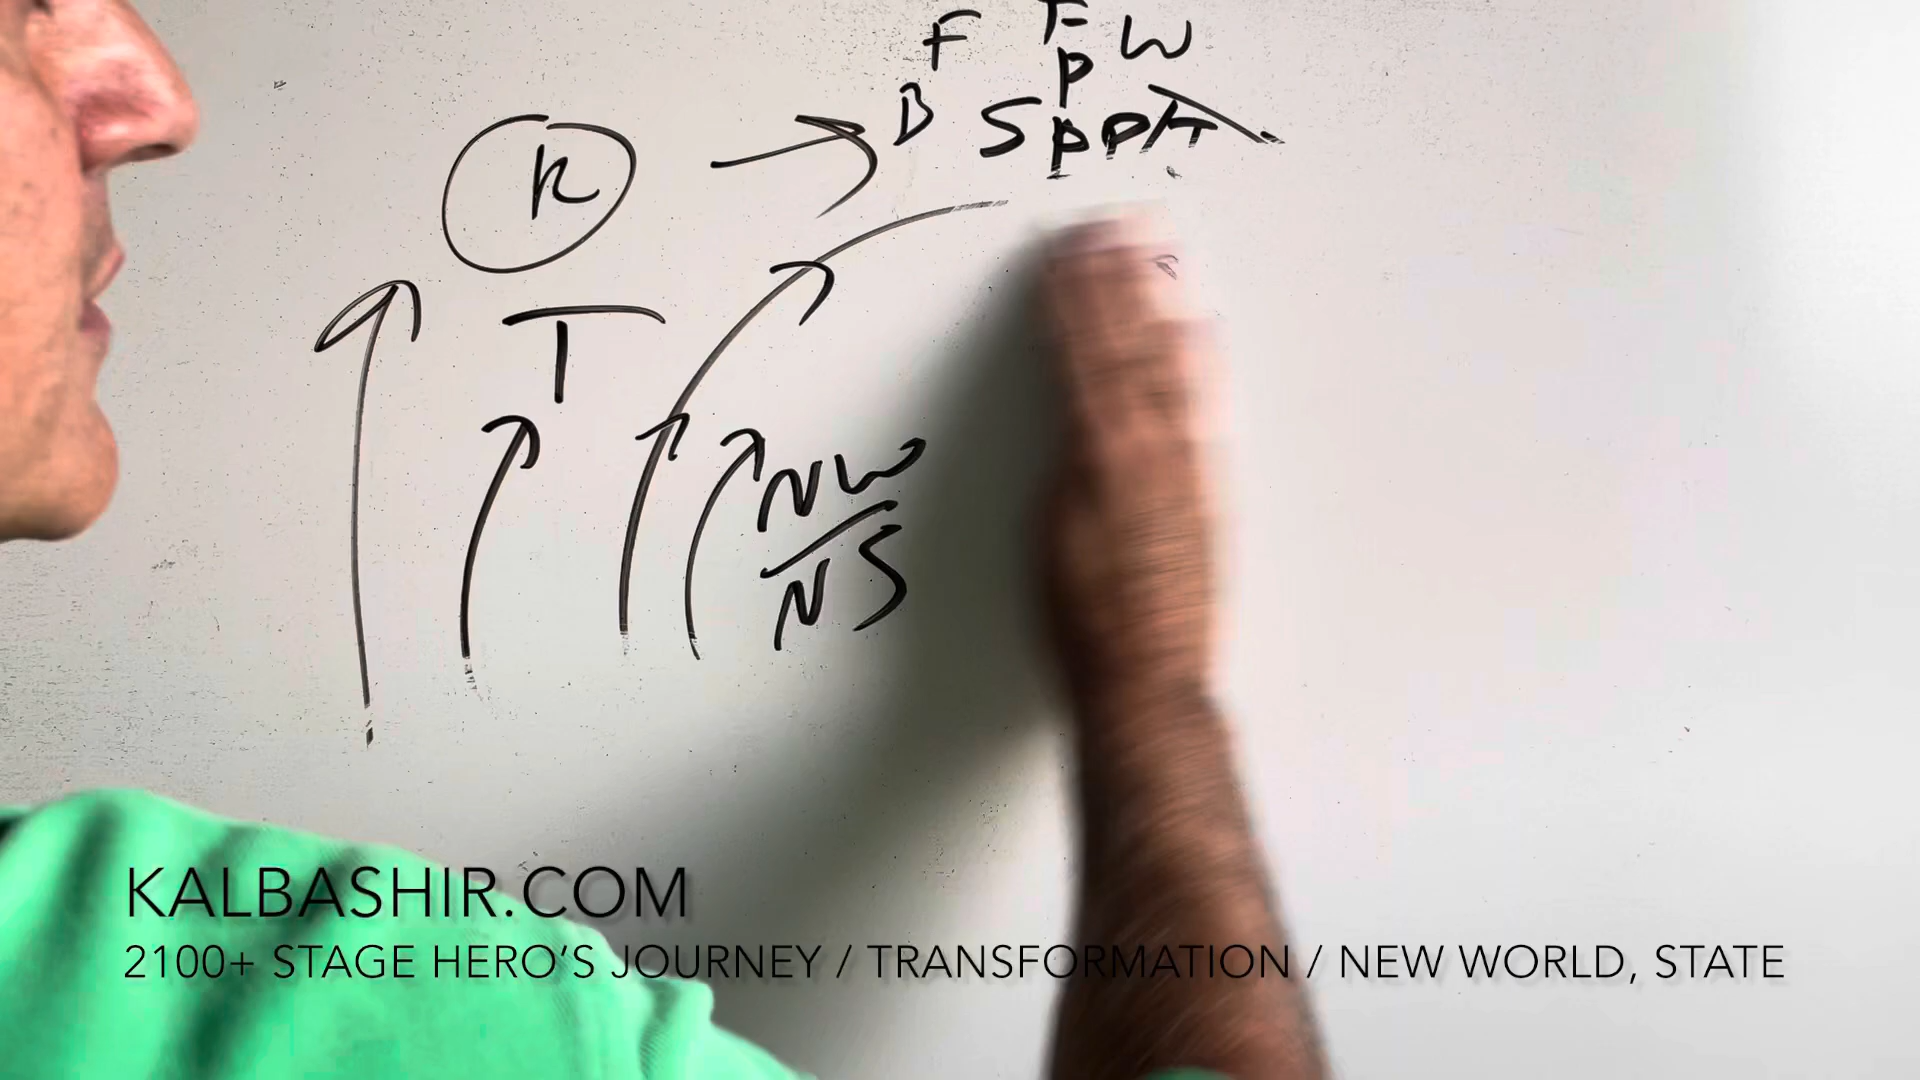 F F W
P
B S P P
K
T
NW
NS
KALBASHIR.COM
2100+ STAGE HERO'S JOURNEY / TRANSFORMATION / NEW WORLD, STATE